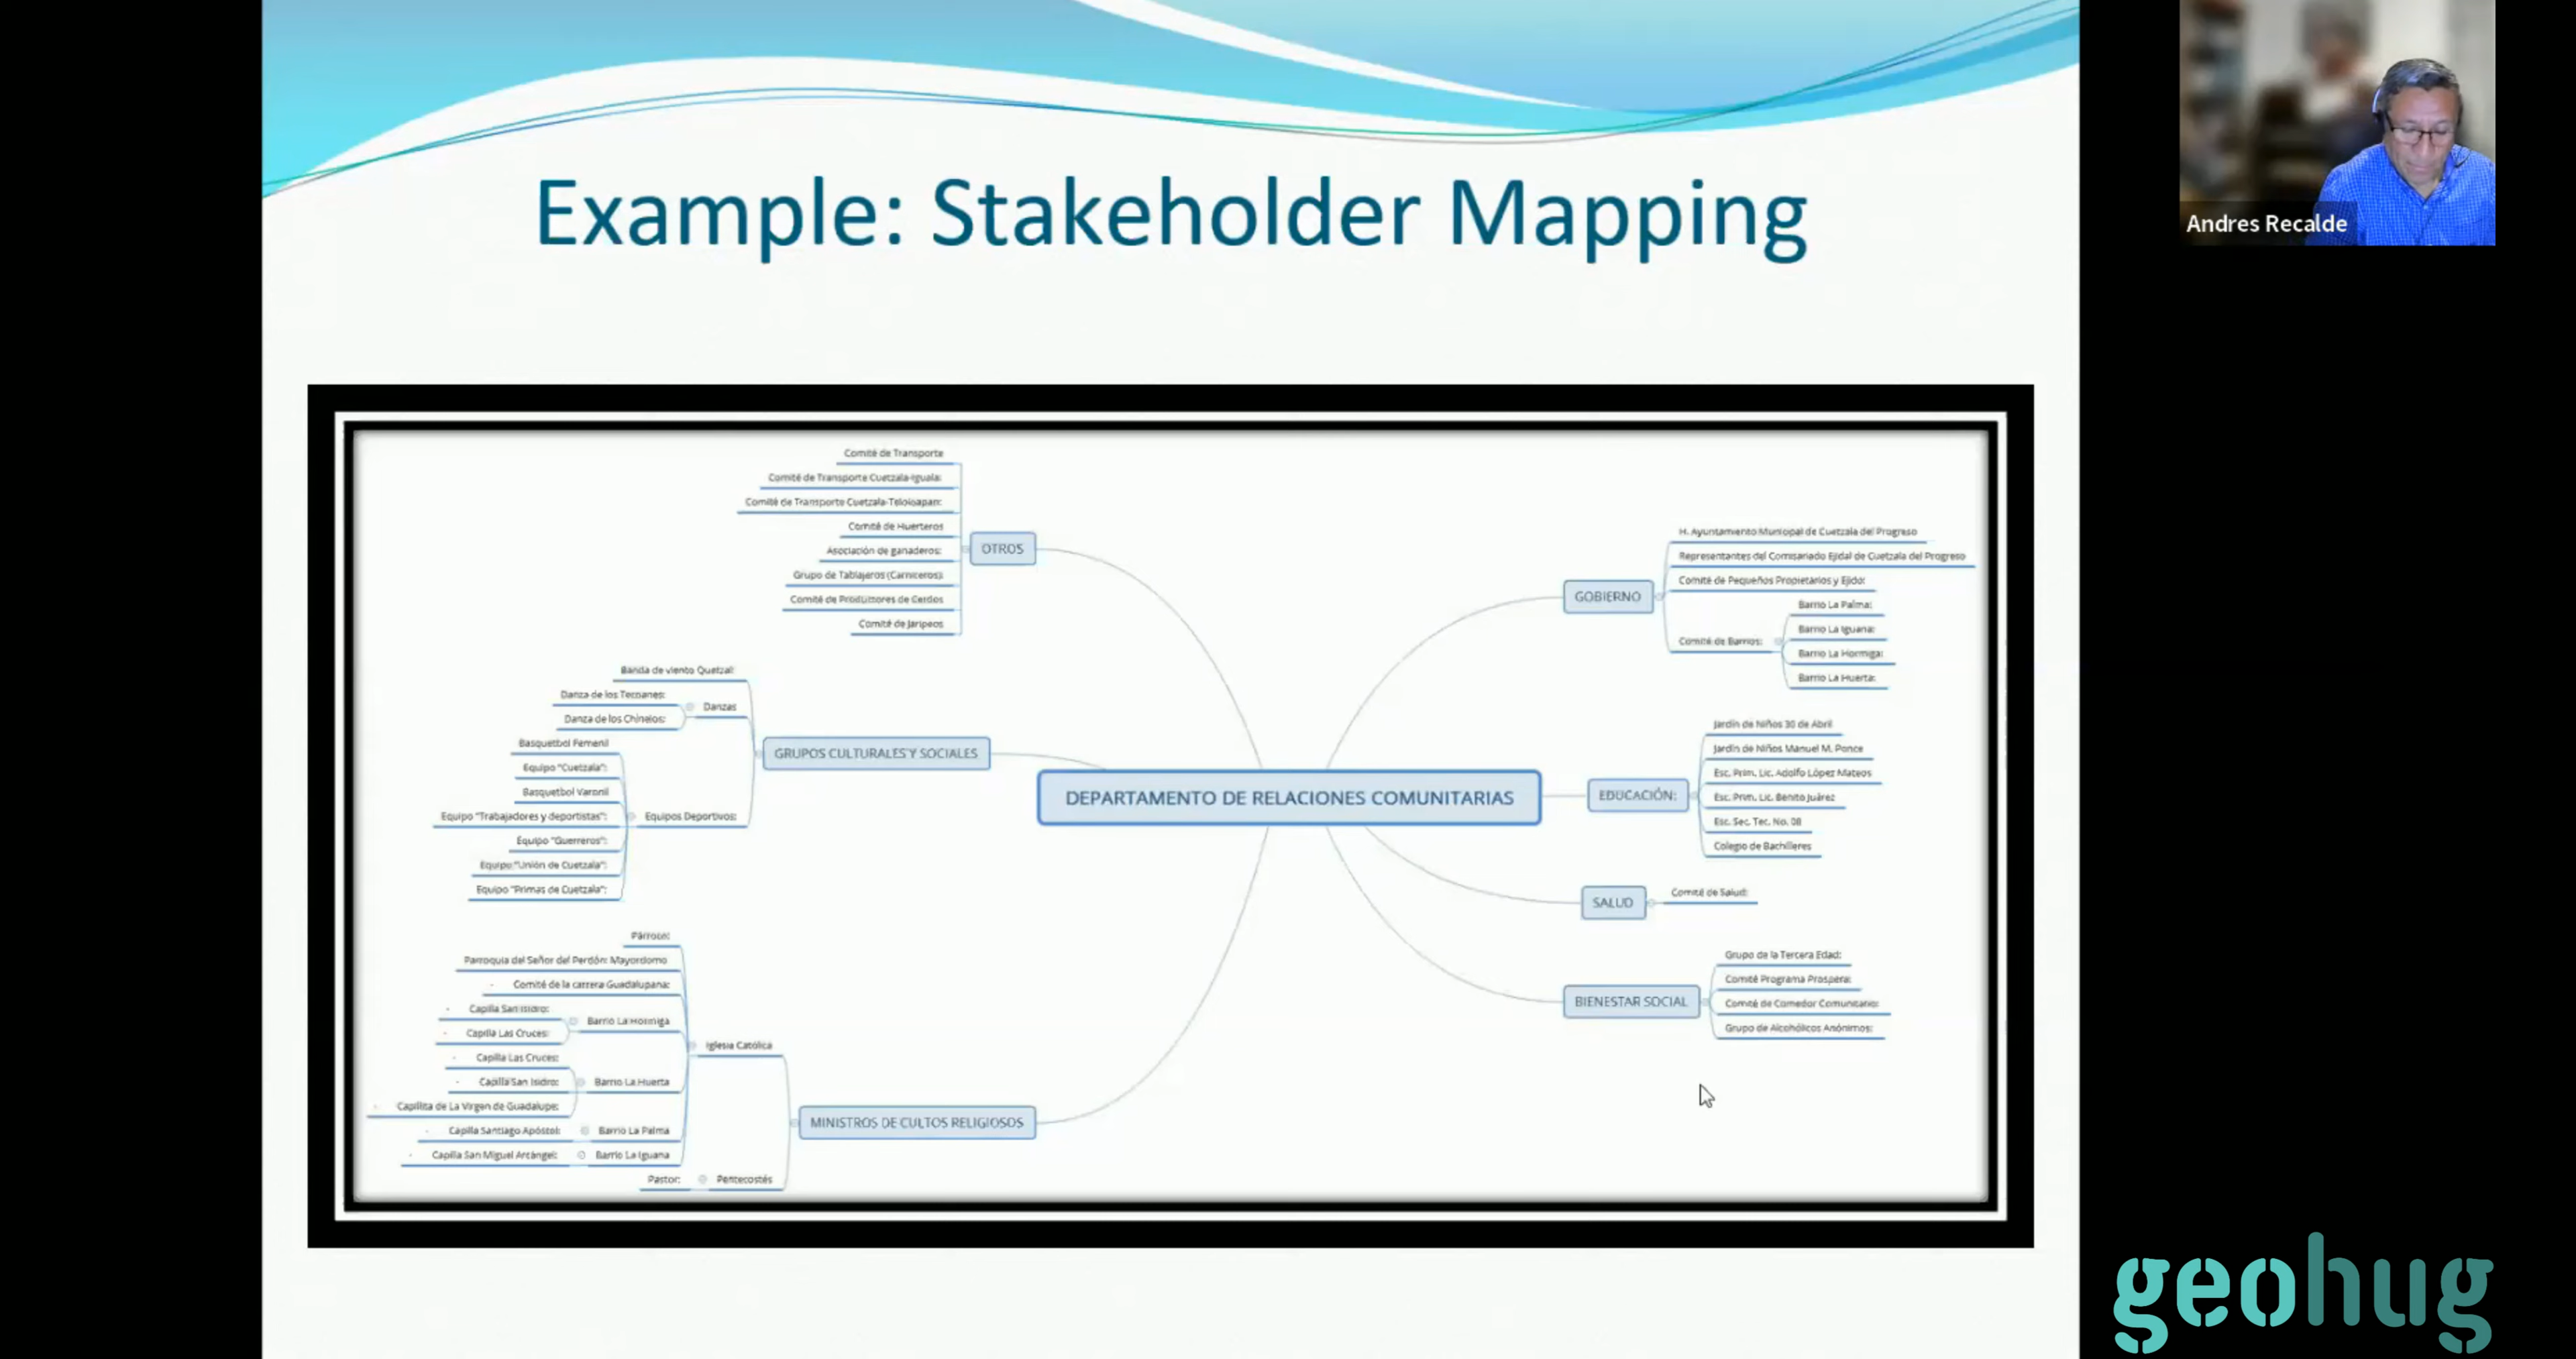 Example: Stakeholder Mapping
Andres Recalde
DEPARTAMENTO DE RELACIONES COMUNITARIAS
OTROS
Comité de Transporte
Comité de Transporte Cuetzala-Iguala:
Comité de Transporte Cuetzala-Teloloapan:
Comité de Huerteros
Asociación de ganaderos:
Grupo de Tablajeros (Carniceros):
Comité de Productores de Cerdos
Comité de Jaripeos
GRUPOS CULTURALES Y SOCIALES
Banda de viento Quetzal:
Danzas
Danza de los Tecuanes:
Danza de los Chinelos:
Equipos Deportivos:
Basquetbol Femenil
Equipo "Cuetzala":
Basquetbol Varonil
Equipo "Trabajadores y deportistas":
Equipo "Guerreros":
Equipo "Unión de Cuetzala":
Equipo "Primas de Cuetzala":
MINISTROS DE CULTOS RELIGIOSOS
Iglesia Católica
Párroco:
Parroquia del Señor del Perdón: Mayordomo
Comité de la carrera Guadalupana:
Barrio La Hormiga
Capilla San Isidro:
Capilla Las Cruces:
Barrio La Huerta
Capilla Las Cruces:
Capilla San Isidro:
Capillita de La Virgen de Guadalupe:
Barrio La Palma
Capilla Santiago Apóstol:
Barrio La Iguana
Capilla San Miguel Arcángel:
Pentecostés
Pastor:
GOBIERNO
H. Ayuntamiento Municipal de Cuetzala del Progreso
Representantes del Comisariado Ejidal de Cuetzala del Progreso
Comité de Pequeños Propietarios y Ejido:
Comité de Barrios:
Barrio La Palma:
Barrio La Iguana:
Barrio La Hormiga:
Barrio La Huerta:
EDUCACIÓN:
Jardín de Niños 30 de Abril
Jardín de Niños Manuel M. Ponce
Esc. Prim. Lic. Adolfo López Mateos
Esc. Prim. Lic. Benito Juárez
Esc. Sec. Tec. No. 08
Colegio de Bachilleres
SALUD
Comité de Salud:
BIENESTAR SOCIAL
Grupo de la Tercera Edad:
Comité Programa Prospera:
Comité de Comedor Comunitario:
Grupo de Alcohólicos Anónimos:
geohug